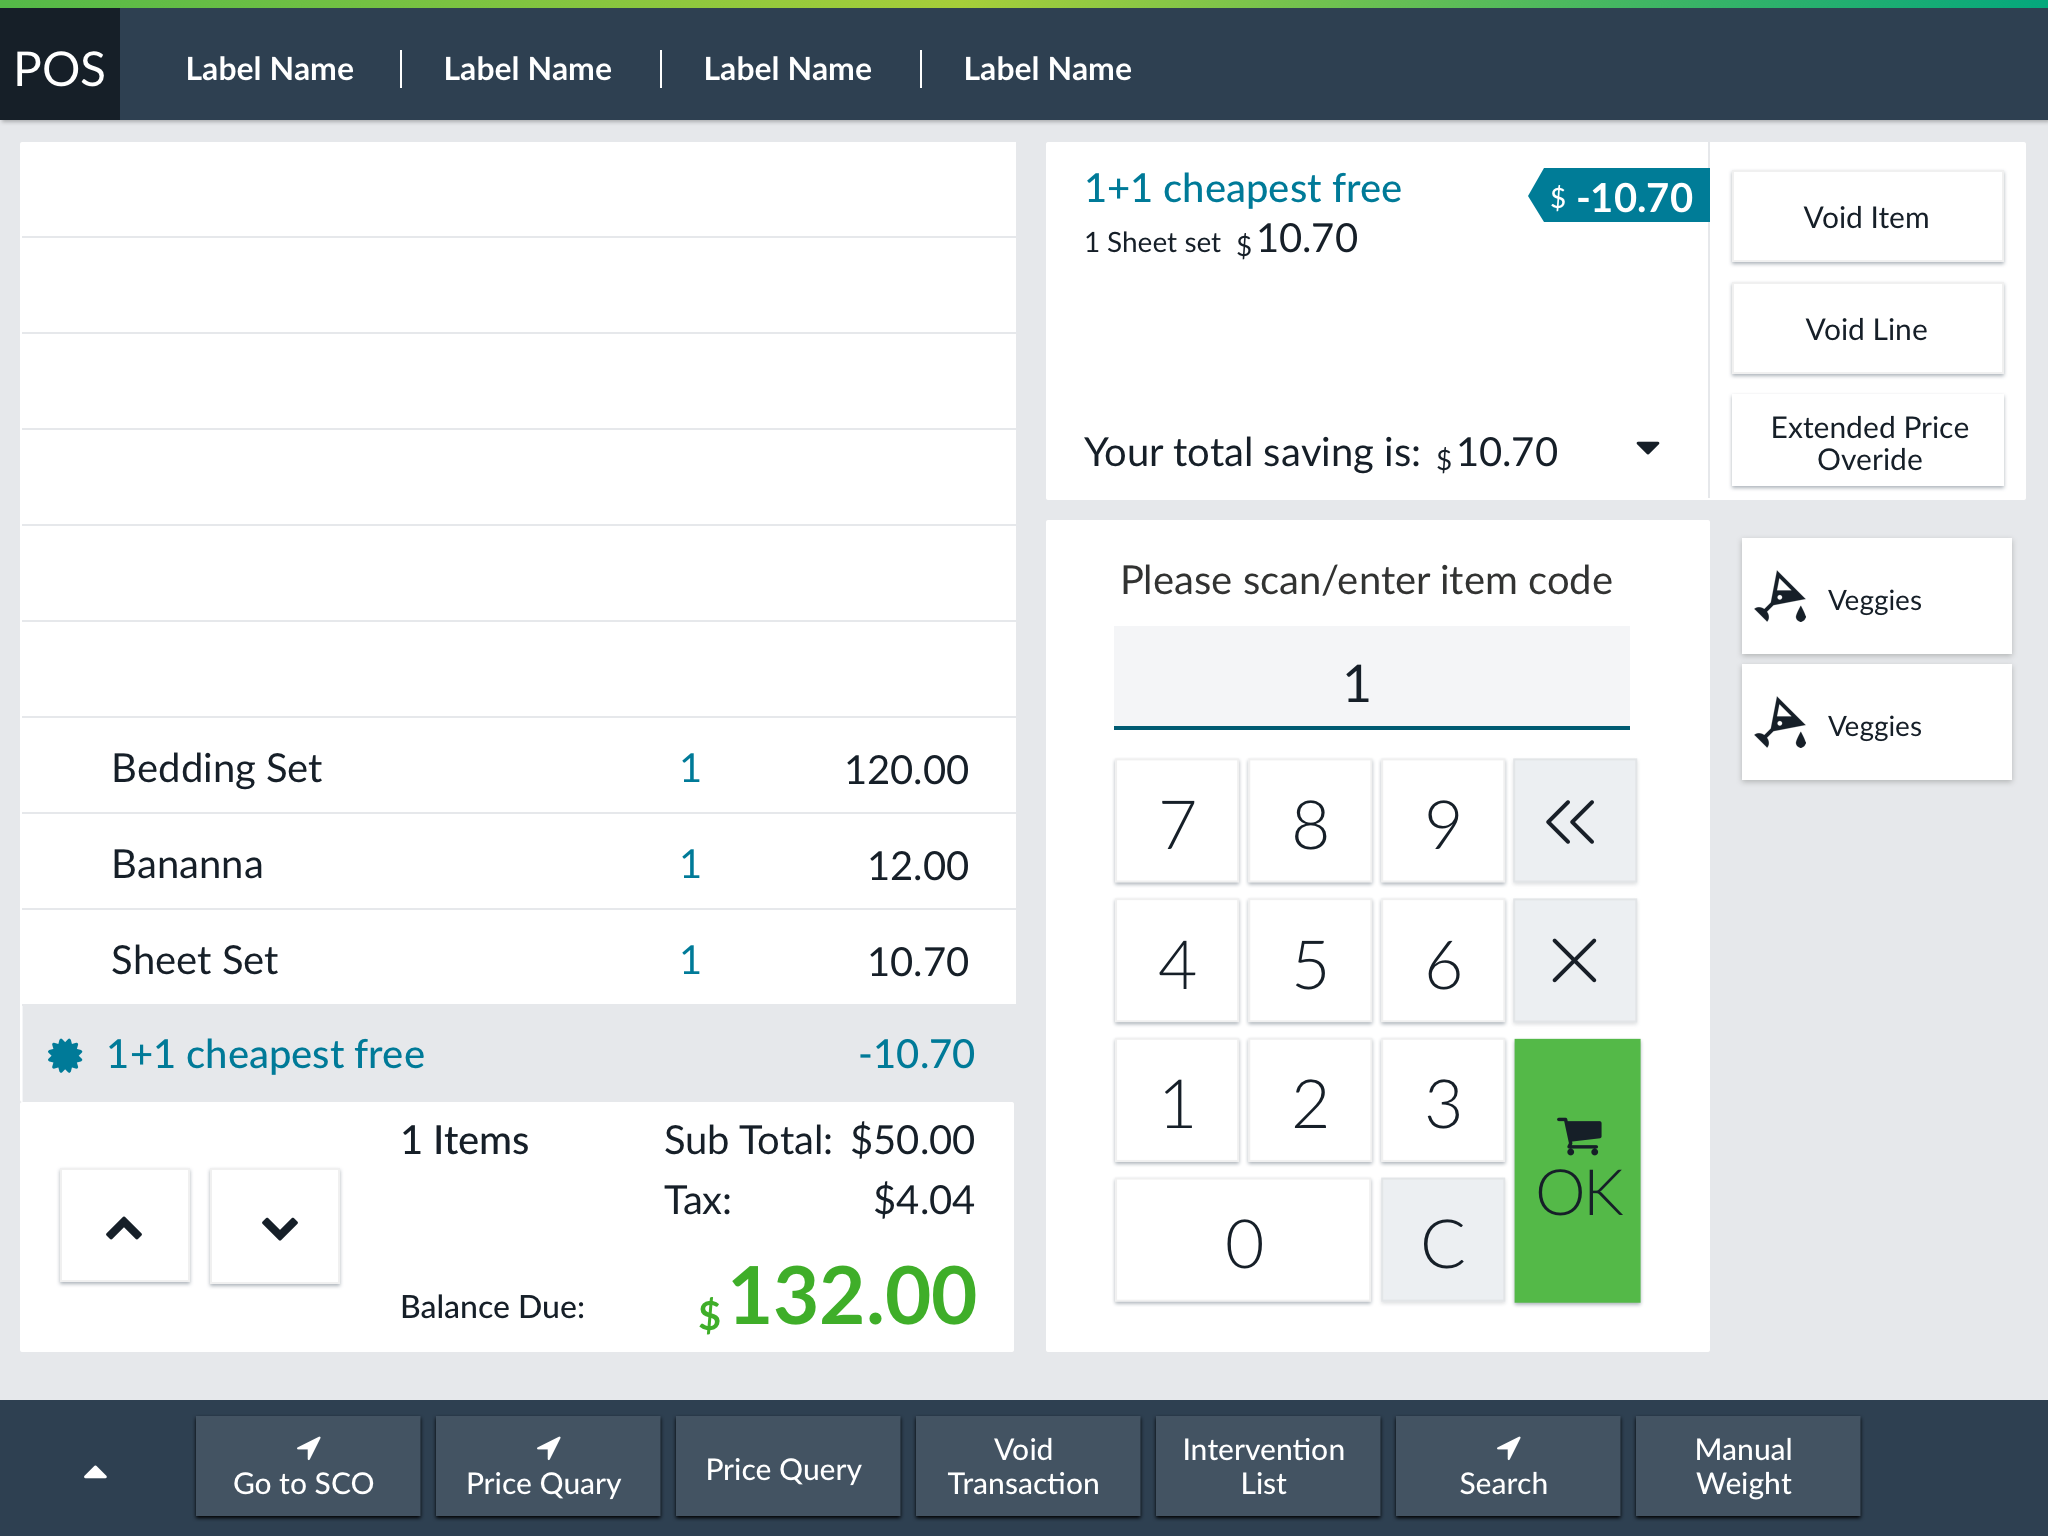 POS
Label Name
Label Name
Label Name
Label Name
Bedding Set 1 120.00
Bananna 1 12.00
Sheet Set 1 10.70
1+1 cheapest free -10.70
1 Items
Sub Total: $50.00
Tax: $4.04
Balance Due: $132.00
1+1 cheapest free
$ -10.70
1 Sheet set $10.70
Your total saving is: $10.70
Void Item
Void Line
Extended Price
Overide
Please scan/enter item code
1
7 8 9
4 5 6
1 2 3
0 C
OK
Veggies
Veggies
Go to SCO
Price Quary
Price Query
Void
Transaction
Intervention
List
Search
Manual
Weight